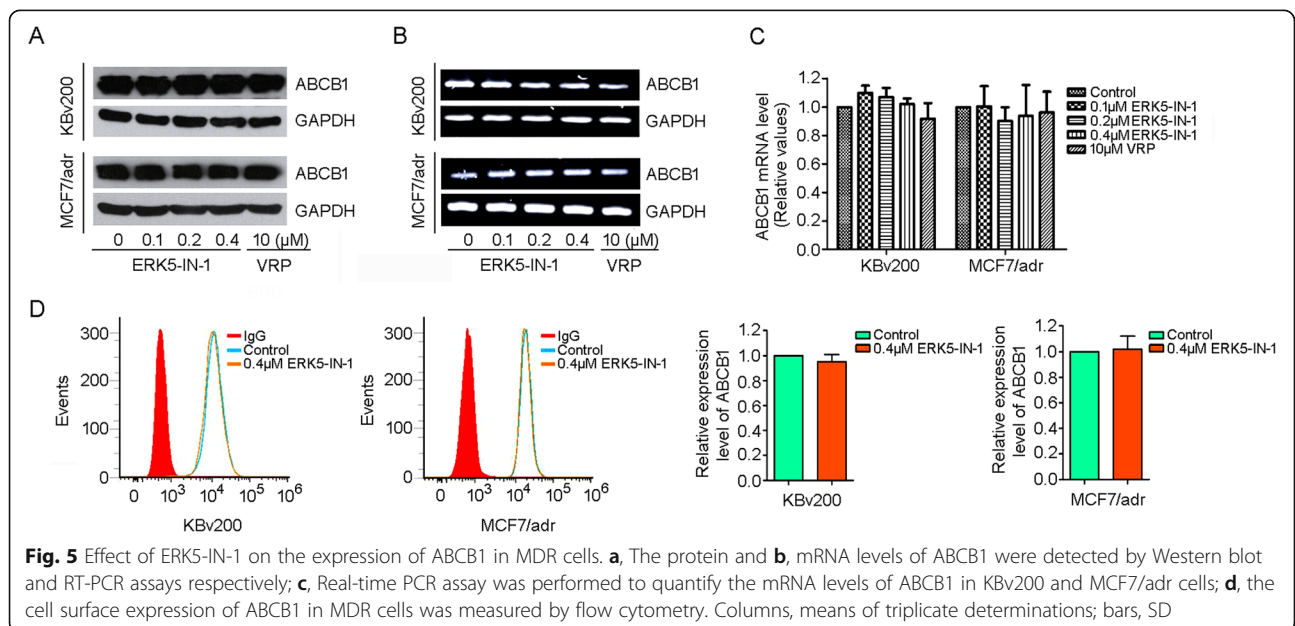 A
KBv200
ABCB1
GAPDH
MCF7/adr
ABCB1
GAPDH
0 0.1 0.2 0.4 10 (μM)
ERK5-IN-1 VRP
B
KBv200
ABCB1
GAPDH
MCF7/adr
ABCB1
GAPDH
0 0.1 0.2 0.4 10 (μM)
ERK5-IN-1 VRP
C
ABCB1 mRNA level
(Relative values)
1.2
1.0
0.8
0.6
0.4
0.2
0.0
KBv200 MCF7/adr
Control
0.1μM ERK5-IN-1
0.2μM ERK5-IN-1
0.4μM ERK5-IN-1
10μM VRP
D
Events
300
200
100
0
0 10³ 10⁴ 10⁵ 10⁶
KBv200
IgG
Control
0.4μM ERK5-IN-1
Events
300
200
100
0
0 10³ 10⁴ 10⁵ 10⁶
MCF7/adr
IgG
Control
0.4μM ERK5-IN-1
Relative expression
level of ABCB1
1.2
1.0
0.8
0.6
0.4
0.2
0.0
KBv200
Control
0.4μM ERK5-IN-1
Relative expression
level of ABCB1
1.2
1.0
0.8
0.6
0.4
0.2
0.0
MCF7/adr
Control
0.4μM ERK5-IN-1
Fig. 5 Effect of ERK5-IN-1 on the expression of ABCB1 in MDR cells. a, The protein and b, mRNA levels of ABCB1 were detected by Western blot
and RT-PCR assays respectively; c, Real-time PCR assay was performed to quantify the mRNA levels of ABCB1 in KBv200 and MCF7/adr cells; d, the
cell surface expression of ABCB1 in MDR cells was measured by flow cytometry. Columns, means of triplicate determinations; bars, SD